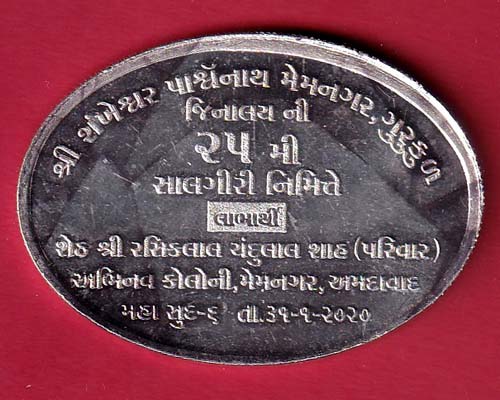 શ્રી શંખેશ્વર પાર્શ્વનાથ મેમનગર, ગુરુકુળ
જિનાલય ની
૨૫ મી
સાલગીરી નિમિત્તે
લાભાર્થી
શેઠ શ્રી રસિકલાલ ચંદુલાલ શાહ (પરિવાર)
અભિનવ કોલોની, મેમનગર, અમદાવાદ
મહા સુદ-૬ તા.૩૧-૧-૨૦૨૦